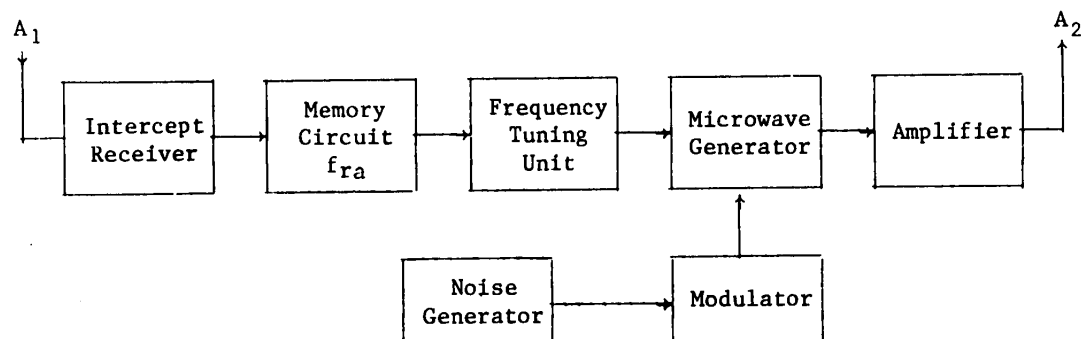 A1
A2
Intercept
Receiver
Memory
Circuit
fra
Frequency
Tuning
Unit
Microwave
Generator
Amplifier
Noise
Generator
Modulator